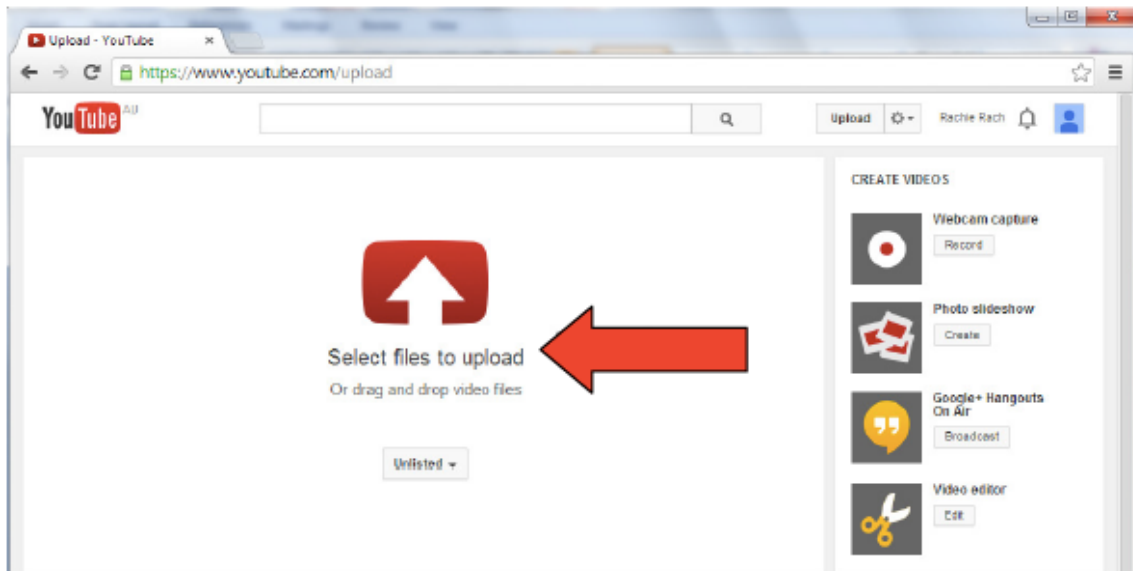 Upload - YouTube
https://www.youtube.com/upload
YouTube AU
Upload
Rachie Rach
CREATE VIDEOS
Webcam capture
Record
Photo slideshow
Create
Select files to upload
Or drag and drop video files
Google+ Hangouts
On Air
Broadcast
Unlisted
Video editor
Edit